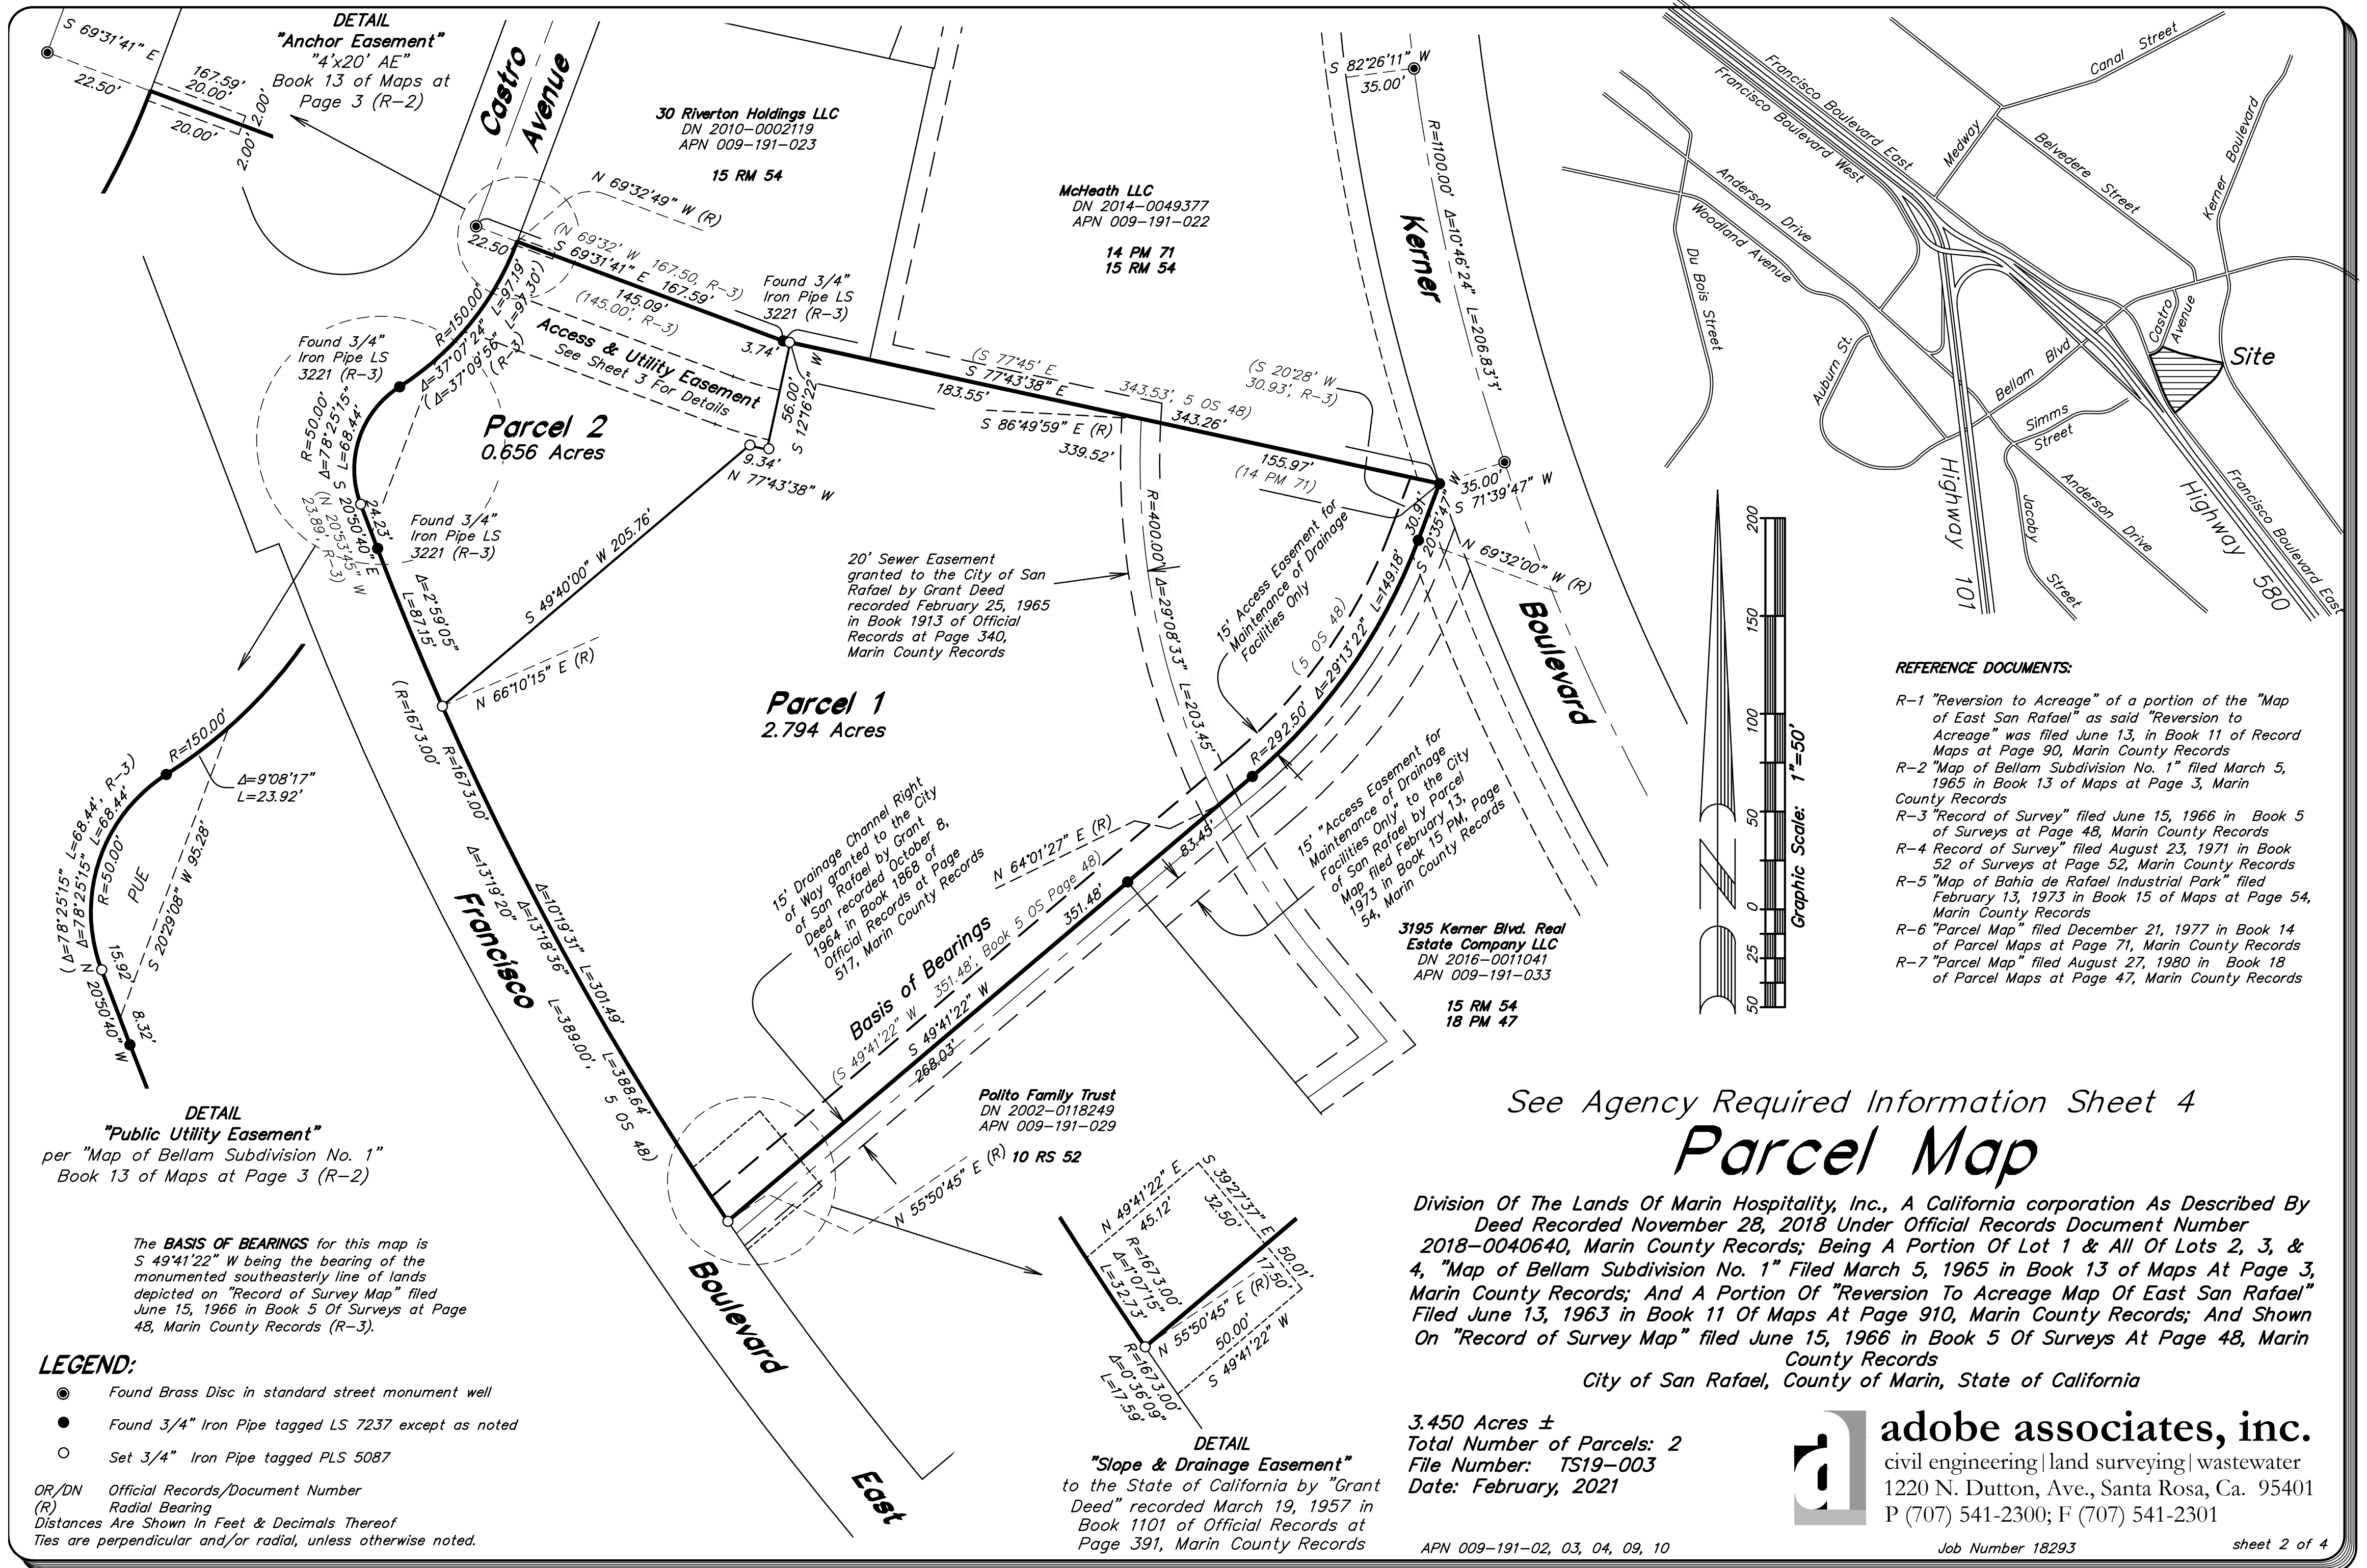 DETAIL
"Anchor Easement"
"4'x20' AE"
Book 13 of Maps at
Page 3 (R-2)
S 69°31'41" E
22.50'
167.59'
20.00'
20.00'
2.00'
2.00'
Castro
Avenue
30 Riverton Holdings LLC
DN 2010-0002119
APN 009-191-023
15 RM 54
McHeath LLC
DN 2014-0049377
APN 009-191-022
14 PM 71
15 RM 54
S 82°26'11" W
35.00'
R=1100.00' Δ=10°46'24" L=206.83'3'
Kerner
Boulevard
N 69°32'49" W (R)
22.50'
(N 69°32' W 167.50, R-3)
S 69°31'41" E 167.59'
145.09'
(145.00', R-3)
Found 3/4"
Iron Pipe LS
3221 (R-3)
3.74'
R=150.00'
Δ=37°07'24" L=97.19'
(Δ=37°09'56" L=97.30')
(R-3)
Access & Utility Easement
See Sheet 3 For Details
Found 3/4"
Iron Pipe LS
3221 (R-3)
Parcel 2
0.656 Acres
56.00'
S 12°16'22" W
9.34'
N 77°43'38" W
R=50.00'
Δ=78°25'15"
L=68.44'
S 20°50'40" E
24.23'
(N 20°53'45" W
23.89', R-3)
Found 3/4"
Iron Pipe LS
3221 (R-3)
(S 77°45' E 343.53', 5 OS 48)
S 77°43'38" E 343.26'
183.55'
155.97'
(14 PM 71)
S 86°49'59" E (R)
339.52'
(S 20°28' W
30.93', R-3)
35.00'
S 71°39'47" W
30.91'
S 20°35'47" W
N 69°32'00" W (R)
S 49°40'00" W 205.76'
Δ=2°59'05"
L=87.15'
N 66°10'15" E (R)
20' Sewer Easement
granted to the City of San
Rafael by Grant Deed
recorded February 25, 1965
in Book 1913 of Official
Records at Page 340,
Marin County Records
R=400.00' Δ=29°08'33" L=203.45'
15' Access Easement for
Maintenance of Drainage
Facilities Only
(5 OS 48)
R=292.50' Δ=29°13'22" L=149.18'
Parcel 1
2.794 Acres
(R=1673.00'
R=1673.00'
Δ=13°19'20"
Δ=13°18'36"
Δ=10°19'31" L=301.49'
L=389.00', 5 OS 48)
L=388.64'
15' Drainage Channel Right
of Way granted to the City
of San Rafael by Grant
Deed recorded October 8,
1964 in Book 1868 of
Official Records at Page
517, Marin County Records
N 64°01'27" E (R)
83.45'
15' "Access Easement for
Maintenance of Drainage
Facilities Only" to the City
of San Rafael by Parcel
Map filed February 13,
1973 in Book 15 PM, Page
54, Marin County Records
Basis of Bearings
(S 49°41'22" W 351.48', Book 5 OS Page 48)
S 49°41'22" W 351.48'
268.03'
3195 Kerner Blvd. Real
Estate Company LLC
DN 2016-0011041
APN 009-191-033
15 RM 54
18 PM 47
Polito Family Trust
DN 2002-0118249
APN 009-191-029
10 RS 52
N 55°50'45" E (R)
Francisco
Boulevard
East
R=150.00'
Δ=9°08'17"
L=23.92'
(Δ=78°25'15" L=68.44', R-3)
Δ=78°25'15" L=68.44'
R=50.00'
PUE
S 20°29'08" W 95.28'
15.92
N 20°50'40" W
8.32'
DETAIL
"Public Utility Easement"
per "Map of Bellam Subdivision No. 1"
Book 13 of Maps at Page 3 (R-2)
The BASIS OF BEARINGS for this map is
S 49°41'22" W being the bearing of the
monumented southeasterly line of lands
depicted on "Record of Survey Map" filed
June 15, 1966 in Book 5 Of Surveys at Page
48, Marin County Records (R-3).
LEGEND:
Found Brass Disc in standard street monument well
Found 3/4" Iron Pipe tagged LS 7237 except as noted
Set 3/4" Iron Pipe tagged PLS 5087
OR/DN Official Records/Document Number
(R) Radial Bearing
Distances Are Shown In Feet & Decimals Thereof
Ties are perpendicular and/or radial, unless otherwise noted.
N 49°41'22" E
45.12'
S 39°27'37" E
32.50'
R=1673.00'
Δ=1°07'15"
L=32.73'
50.01'
17.50'
N 55°50'45" E (R)
50.00'
S 49°41'22" W
R=1673.00'
Δ=0°36'09"
L=17.59'
DETAIL
"Slope & Drainage Easement"
to the State of California by "Grant
Deed" recorded March 19, 1957 in
Book 1101 of Official Records at
Page 391, Marin County Records
Francisco Boulevard East
Francisco Boulevard West
Canal Street
Medway
Belvedere Street
Kerner Boulevard
Anderson Drive
Woodland Avenue
Du Bois Street
Castro
Avenue
Site
Auburn St.
Bellam Blvd
Simms
Street
Highway 101
Jacoby Street
Anderson Drive
Highway 580
Francisco Boulevard East
200
150
100
50
0
25
50
Graphic Scale: 1"=50'
REFERENCE DOCUMENTS:
R-1 "Reversion to Acreage" of a portion of the "Map
of East San Rafael" as said "Reversion to
Acreage" was filed June 13, in Book 11 of Record
Maps at Page 90, Marin County Records
R-2 "Map of Bellam Subdivision No. 1" filed March 5,
1965 in Book 13 of Maps at Page 3, Marin
County Records
R-3 "Record of Survey" filed June 15, 1966 in Book 5
of Surveys at Page 48, Marin County Records
R-4 Record of Survey" filed August 23, 1971 in Book
52 of Surveys at Page 52, Marin County Records
R-5 "Map of Bahia de Rafael Industrial Park" filed
February 13, 1973 in Book 15 of Maps at Page 54,
Marin County Records
R-6 "Parcel Map" filed December 21, 1977 in Book 14
of Parcel Maps at Page 71, Marin County Records
R-7 "Parcel Map" filed August 27, 1980 in Book 18
of Parcel Maps at Page 47, Marin County Records
See Agency Required Information Sheet 4
Parcel Map
Division Of The Lands Of Marin Hospitality, Inc., A California corporation As Described By
Deed Recorded November 28, 2018 Under Official Records Document Number
2018-0040640, Marin County Records; Being A Portion Of Lot 1 & All Of Lots 2, 3, &
4, "Map of Bellam Subdivision No. 1" Filed March 5, 1965 in Book 13 of Maps At Page 3,
Marin County Records; And A Portion Of "Reversion To Acreage Map Of East San Rafael"
Filed June 13, 1963 in Book 11 Of Maps At Page 910, Marin County Records; And Shown
On "Record of Survey Map" filed June 15, 1966 in Book 5 Of Surveys At Page 48, Marin
County Records
City of San Rafael, County of Marin, State of California
3.450 Acres ±
Total Number of Parcels: 2
File Number: TS19-003
Date: February, 2021
adobe associates, inc.
civil engineering|land surveying|wastewater
1220 N. Dutton, Ave., Santa Rosa, Ca. 95401
P (707) 541-2300; F (707) 541-2301
APN 009-191-02, 03, 04, 09, 10
Job Number 18293
sheet 2 of 4